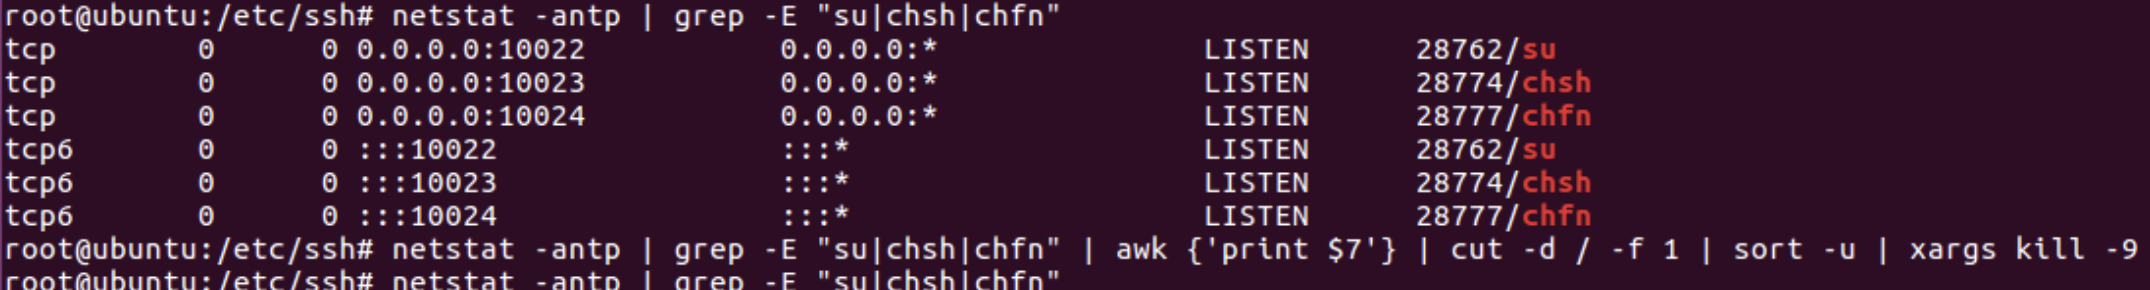 root@ubuntu:/etc/ssh# netstat -antp | grep -E "su|chsh|chfn"
tcp        0      0 0.0.0.0:10022           0.0.0.0:*               LISTEN      28762/su
tcp        0      0 0.0.0.0:10023           0.0.0.0:*               LISTEN      28774/chsh
tcp        0      0 0.0.0.0:10024           0.0.0.0:*               LISTEN      28777/chfn
tcp6       0      0 :::10022                :::*                    LISTEN      28762/su
tcp6       0      0 :::10023                :::*                    LISTEN      28774/chsh
tcp6       0      0 :::10024                :::*                    LISTEN      28777/chfn
root@ubuntu:/etc/ssh# netstat -antp | grep -E "su|chsh|chfn" | awk {'print $7'} | cut -d / -f 1 | sort -u | xargs kill -9
root@ubuntu:/etc/ssh# netstat -antp | grep -E "su|chsh|chfn"